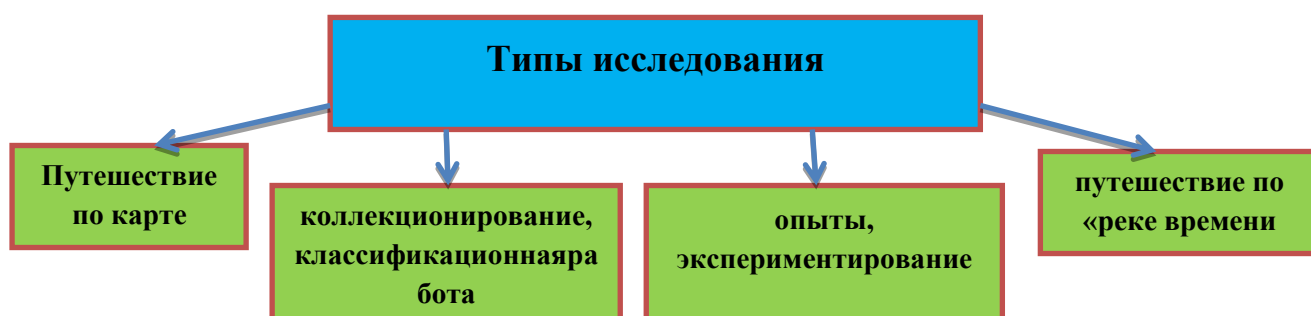 Типы исследования
Путешествие
по карте
коллекционирование,
классификационнаяра
бота
опыты,
экспериментирование
путешествие по
«реке времени